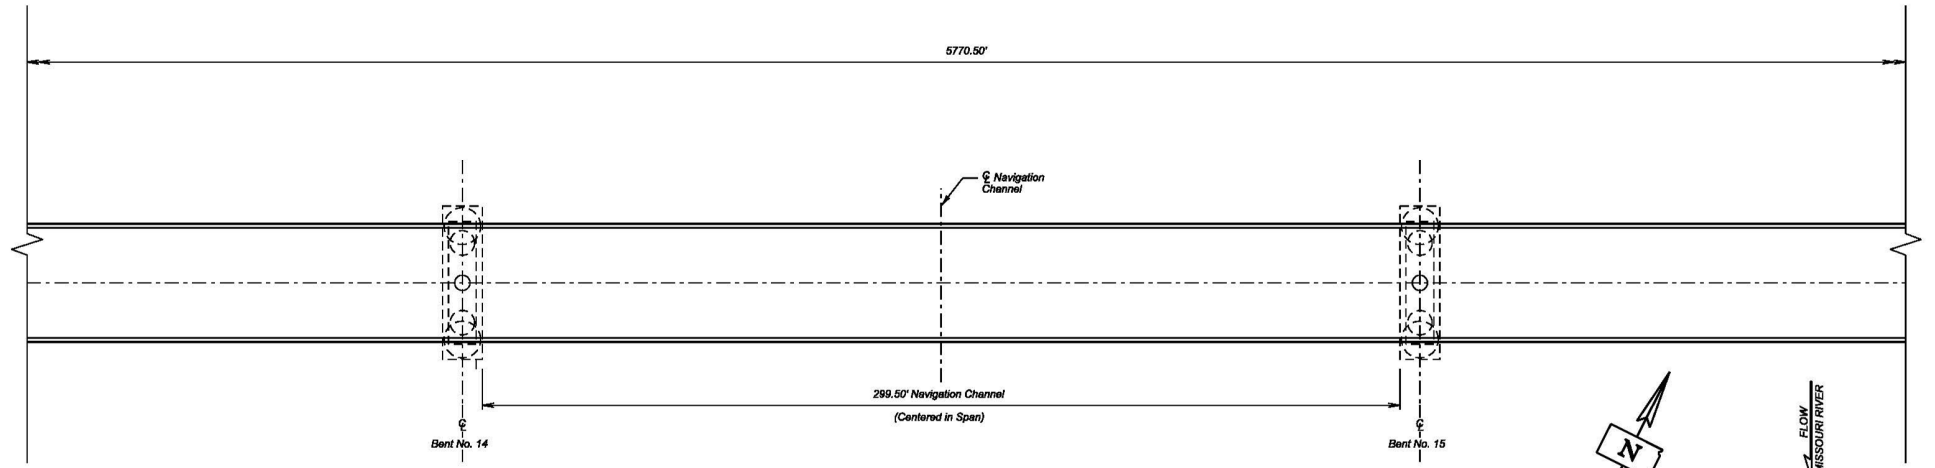 5770.50'
℄ Navigation
Channel
299.50' Navigation Channel
(Centered in Span)
℄
Bent No. 14
℄
Bent No. 15
N
FLOW
MISSOURI RIVER